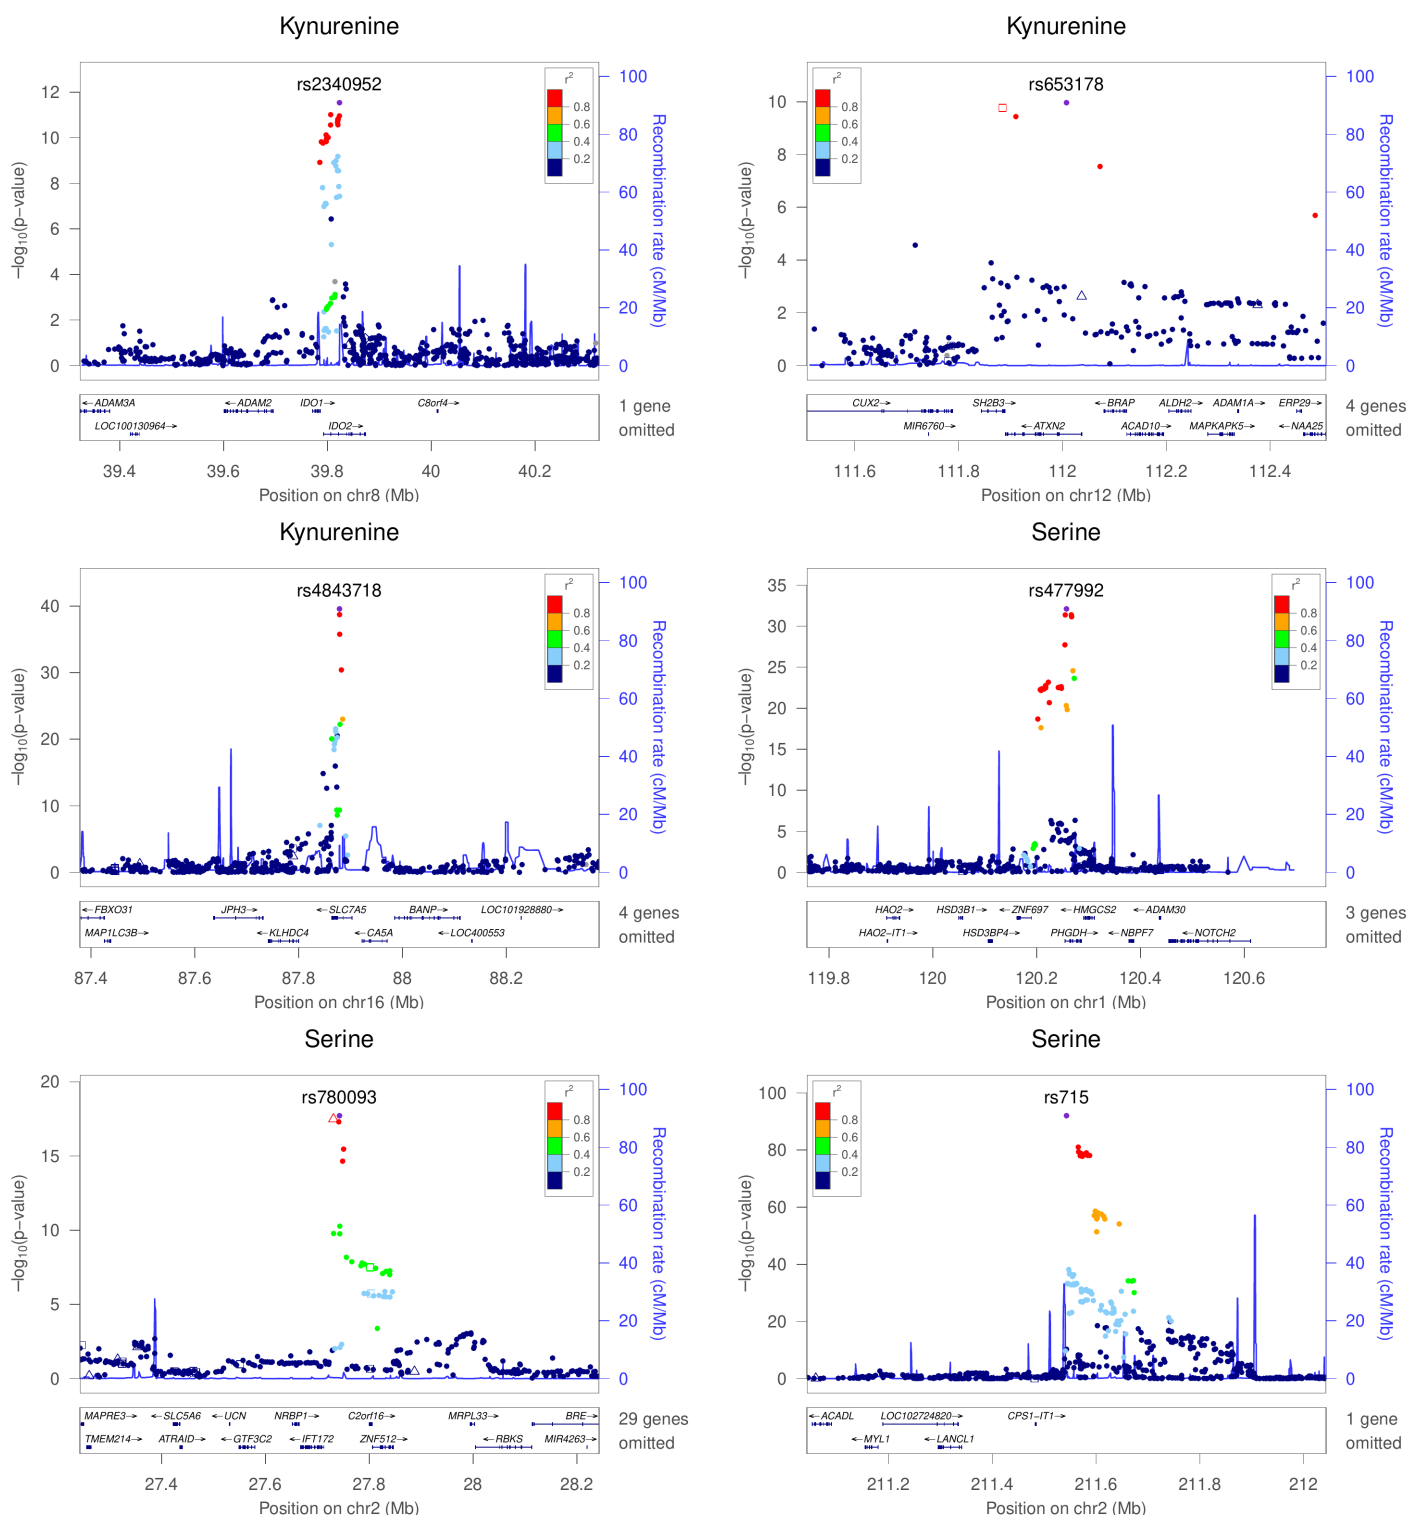 Kynurenine
rs2340952
−log10(p−value)
0 2 4 6 8 10 12
r2
0.8
0.6
0.4
0.2
0 20 40 60 80 100
Recombination rate (cM/Mb)
←ADAM3A ←ADAM2 IDO1→ C8orf4→
LOC100130964→ IDO2→
1 gene
omitted
39.4 39.6 39.8 40 40.2
Position on chr8 (Mb)
Kynurenine
rs653178
−log10(p−value)
0 2 4 6 8 10
r2
0.8
0.6
0.4
0.2
0 20 40 60 80 100
Recombination rate (cM/Mb)
CUX2→ SH2B3→ ←BRAP ALDH2→ ADAM1A→ ERP29→
MIR6760→ ←ATXN2 ACAD10→ MAPKAPK5→ ←NAA25
4 genes
omitted
111.6 111.8 112 112.2 112.4
Position on chr12 (Mb)
Kynurenine
rs4843718
−log10(p−value)
0 10 20 30 40
r2
0.8
0.6
0.4
0.2
0 20 40 60 80 100
Recombination rate (cM/Mb)
←FBXO31 JPH3→ ←SLC7A5 BANP→ LOC101928880→
MAP1LC3B→ ←KLHDC4 ←CA5A ←LOC400553
4 genes
omitted
87.4 87.6 87.8 88 88.2
Position on chr16 (Mb)
Serine
rs477992
−log10(p−value)
0 5 10 15 20 25 30 35
r2
0.8
0.6
0.4
0.2
0 20 40 60 80 100
Recombination rate (cM/Mb)
HAO2→ HSD3B1→ ←ZNF697 ←HMGCS2 ←ADAM30
HAO2−IT1→ HSD3BP4→ PHGDH→ ←NBPF7 ←NOTCH2
3 genes
omitted
119.8 120 120.2 120.4 120.6
Position on chr1 (Mb)
Serine
rs780093
−log10(p−value)
0 5 10 15 20
r2
0.8
0.6
0.4
0.2
0 20 40 60 80 100
Recombination rate (cM/Mb)
MAPRE3→ ←SLC5A6 ←UCN NRBP1→ C2orf16→ MRPL33→ BRE→
TMEM214→ ATRAID→ ←GTF3C2 ←IFT172 ZNF512→ ←RBKS MIR4263←
29 genes
omitted
27.4 27.6 27.8 28 28.2
Position on chr2 (Mb)
Serine
rs715
−log10(p−value)
0 20 40 60 80 100
r2
0.8
0.6
0.4
0.2
0 20 40 60 80 100
Recombination rate (cM/Mb)
←ACADL LOC102724820→ CPS1−IT1→
←MYL1 ←LANCL1
1 gene
omitted
211.2 211.4 211.6 211.8 212
Position on chr2 (Mb)